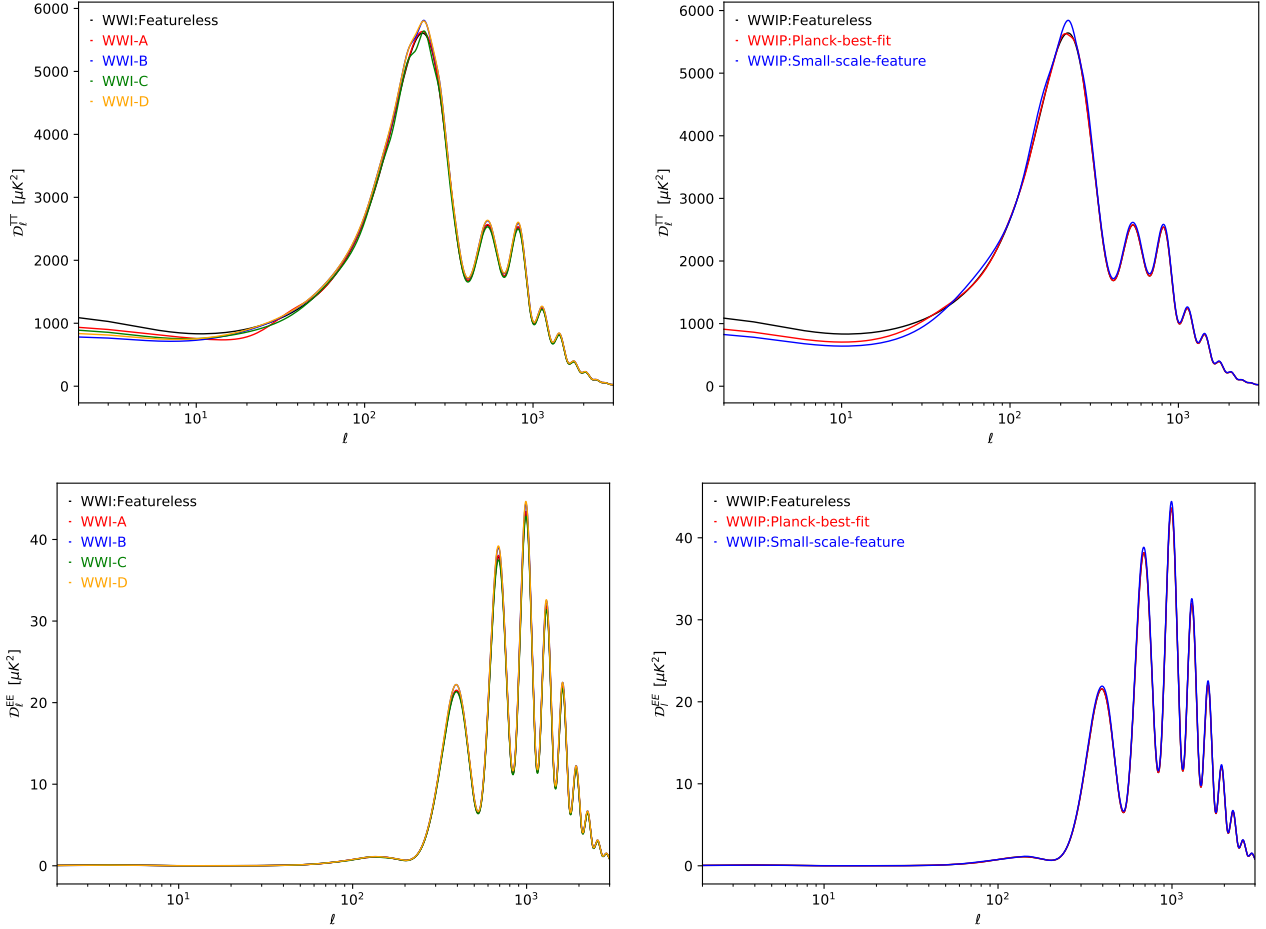 WWI:Featureless
WWI-A
WWI-B
WWI-C
WWI-D
6000
5000
4000
3000
2000
1000
0
10¹
10²
10³
ℓ
𝒟ℓᵀᵀ [μK²]
WWIP:Featureless
WWIP:Planck-best-fit
WWIP:Small-scale-feature
6000
5000
4000
3000
2000
1000
0
10¹
10²
10³
ℓ
𝒟ℓᵀᵀ [μK²]
WWI:Featureless
WWI-A
WWI-B
WWI-C
WWI-D
40
30
20
10
0
10¹
10²
10³
ℓ
𝒟ℓᴱᴱ [μK²]
WWIP:Featureless
WWIP:Planck-best-fit
WWIP:Small-scale-feature
40
30
20
10
0
10¹
10²
10³
ℓ
𝒟lᴱᴱ [μK²]